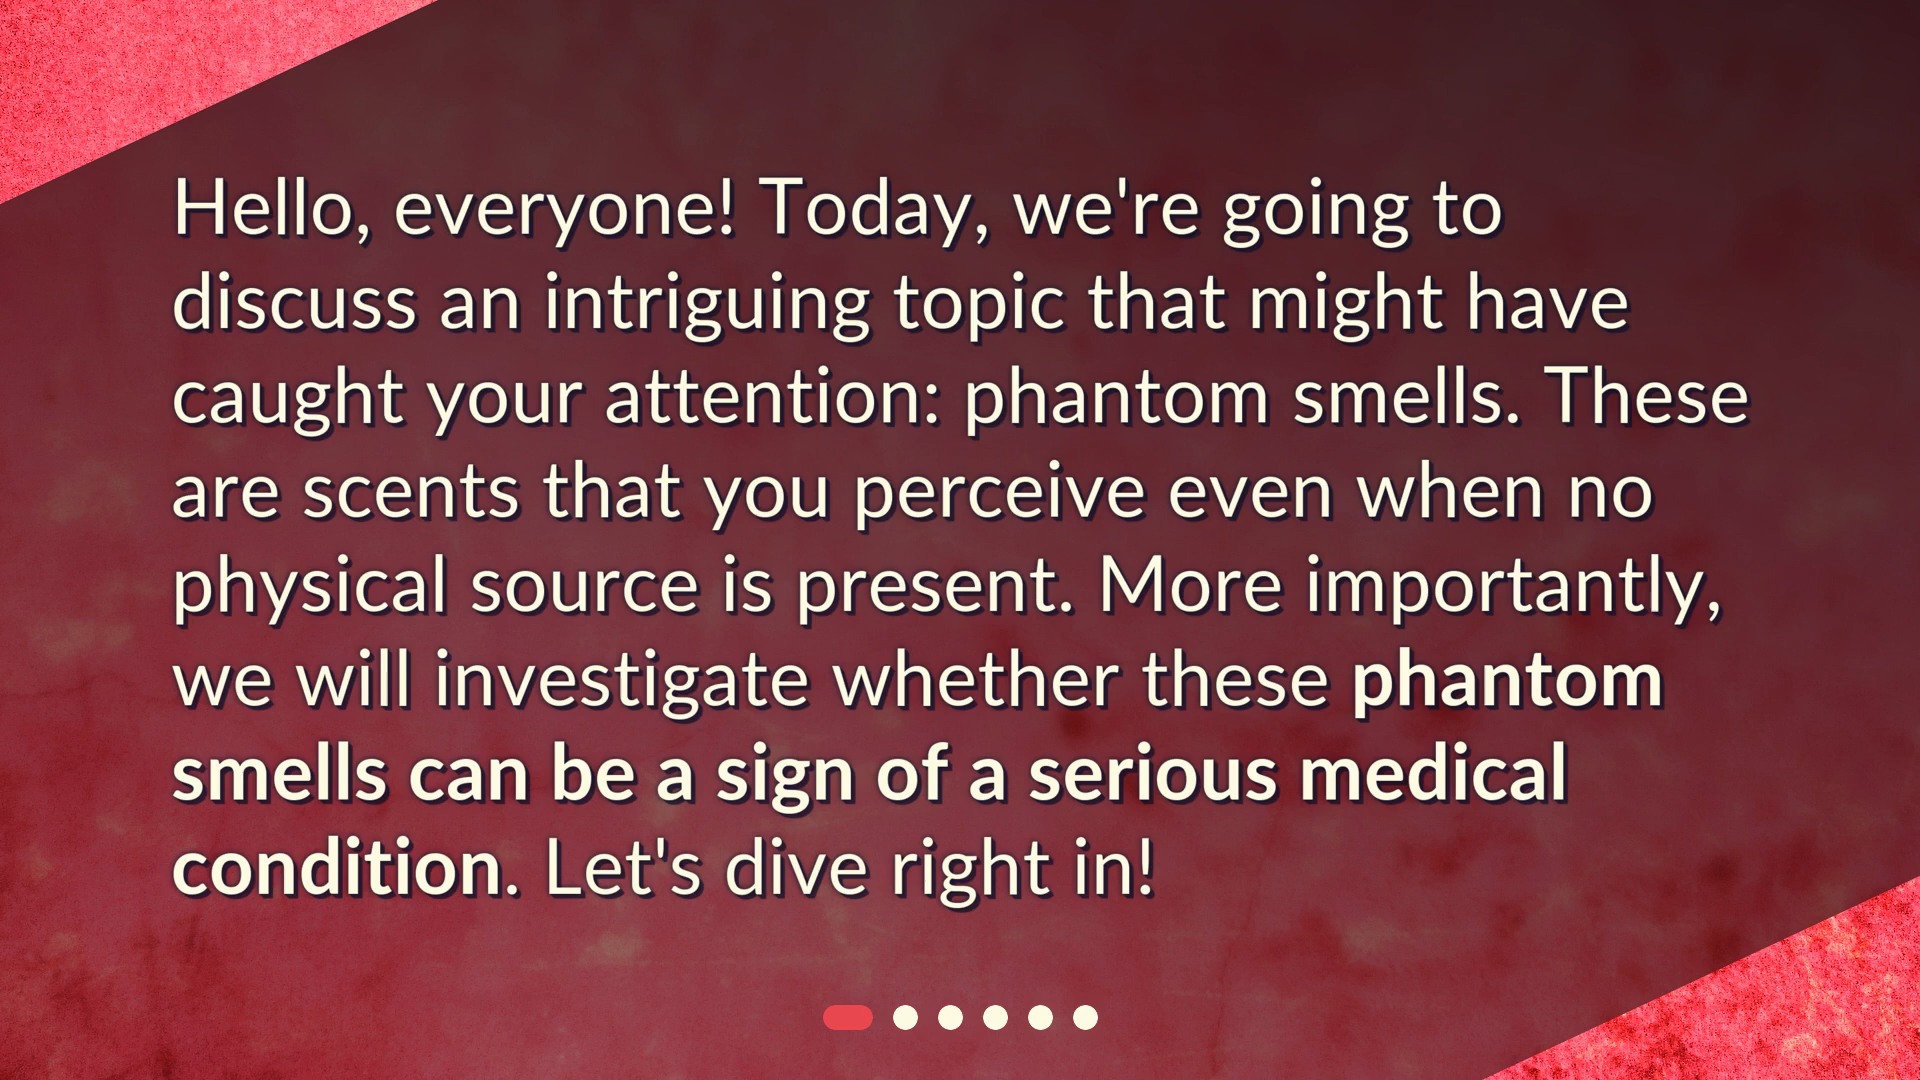 Hello, everyone! Today, we're going to
discuss an intriguing topic that might have
caught your attention: phantom smells. These
are scents that you perceive even when no
physical source is present. More importantly,
we will investigate whether these phantom
smells can be a sign of a serious medical
condition. Let's dive right in!